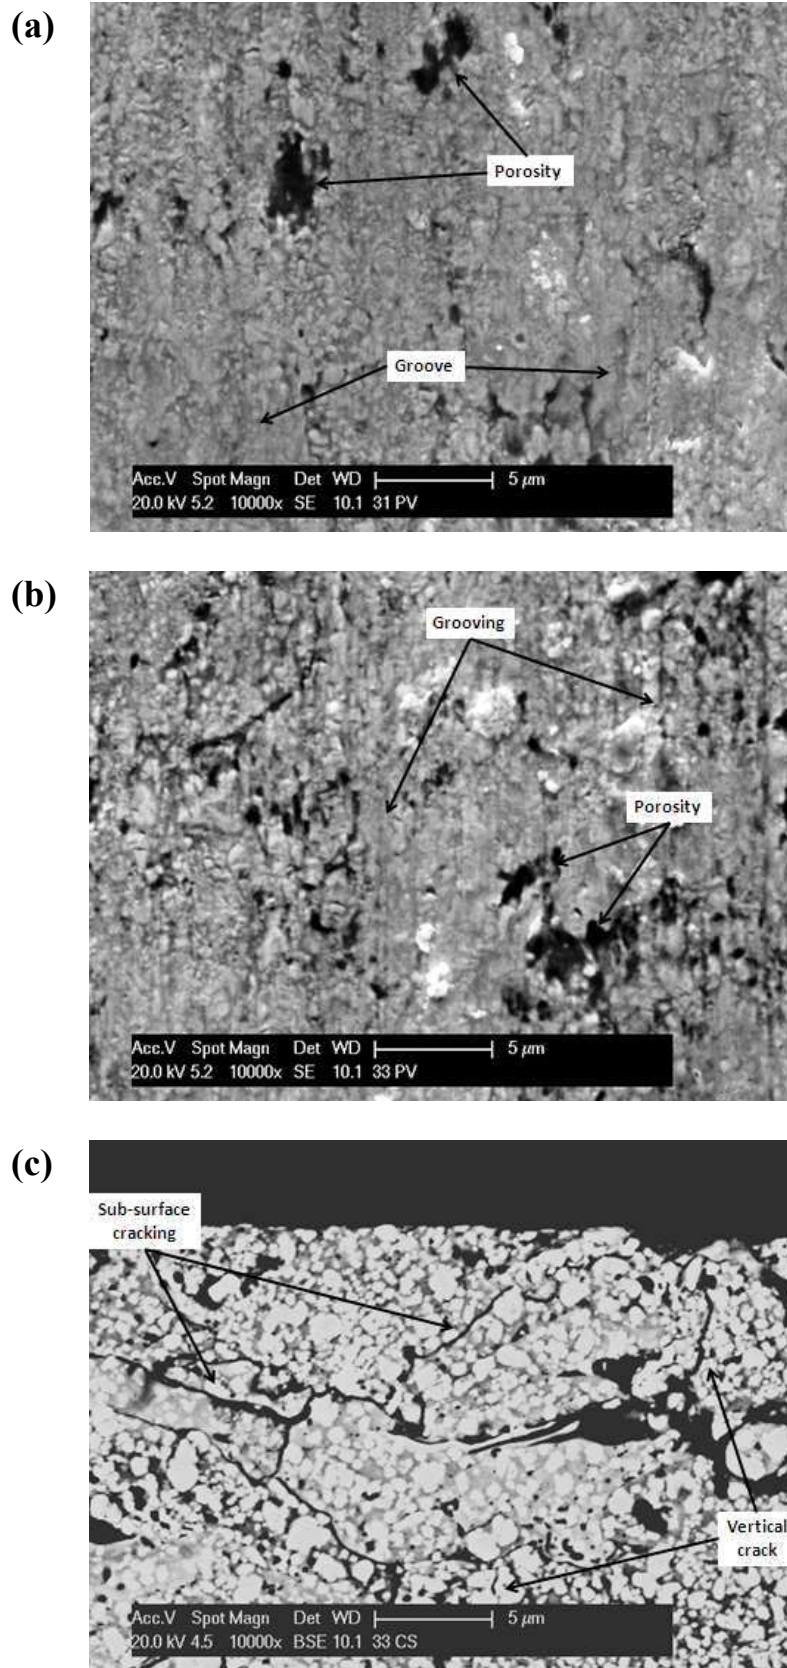 (a)
Porosity
Groove
Acc.V Spot Magn Det WD 5 µm
20.0 kV 5.2 10000x SE 10.1 31 PV
(b)
Grooving
Porosity
Acc.V Spot Magn Det WD 5 µm
20.0 kV 5.2 10000x SE 10.1 33 PV
(c)
Sub-surface
cracking
Vertical
crack
Acc.V Spot Magn Det WD 5 µm
20.0 kV 4.5 10000x BSE 10.1 33 CS